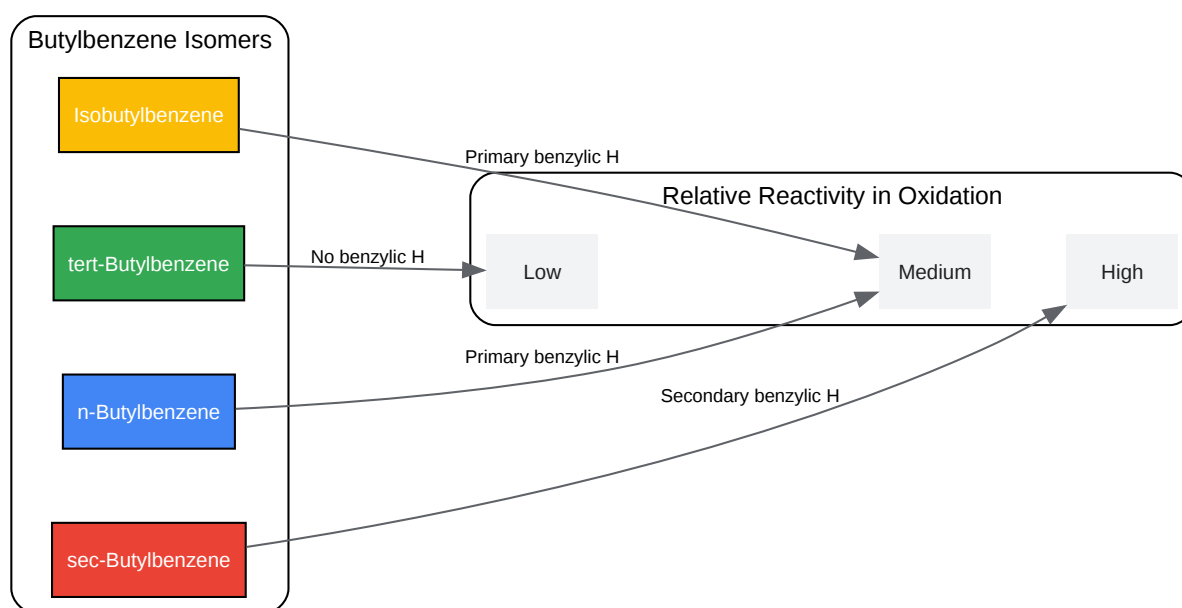 Butylbenzene Isomers
Isobutylbenzene
Primary benzylic H
Relative Reactivity in Oxidation
tert-Butylbenzene
No benzylic H
Low
Medium
High
Primary benzylic H
n-Butylbenzene
Secondary benzylic H
sec-Butylbenzene